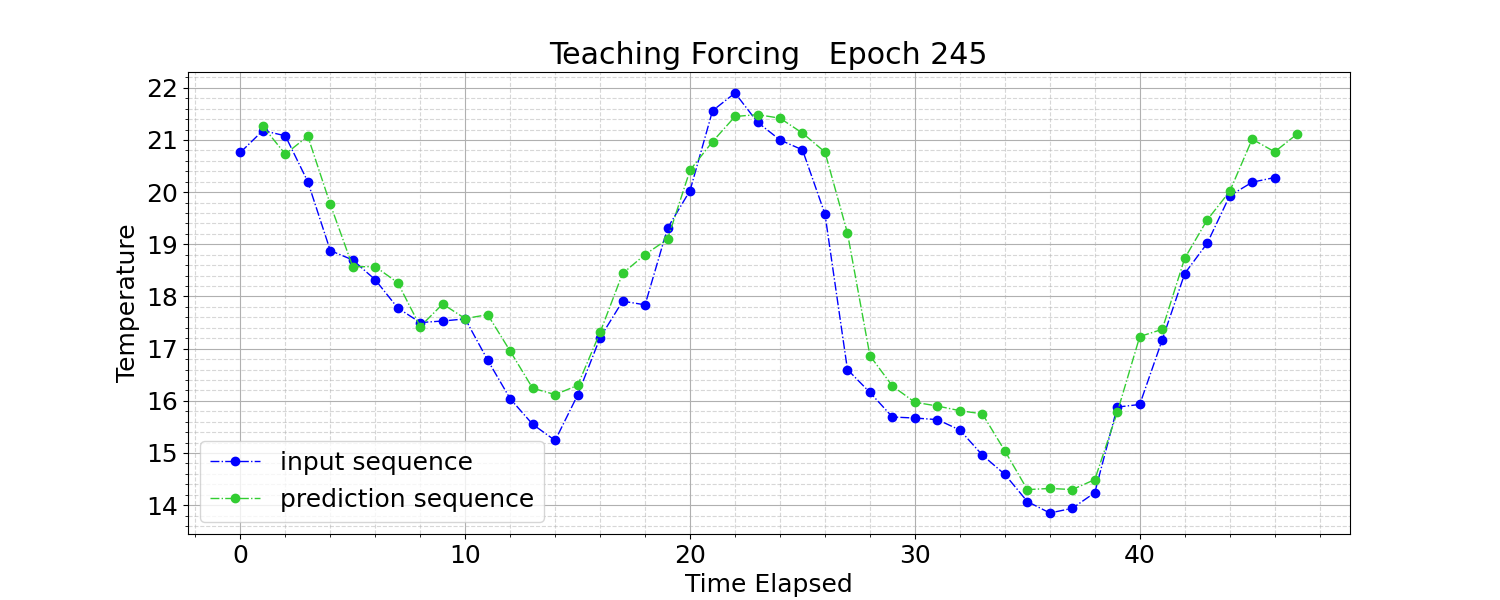 Teaching Forcing   Epoch 245
22
21
20
19
18
17
16
15
14
Temperature
input sequence
prediction sequence
0 10 20 30 40
Time Elapsed